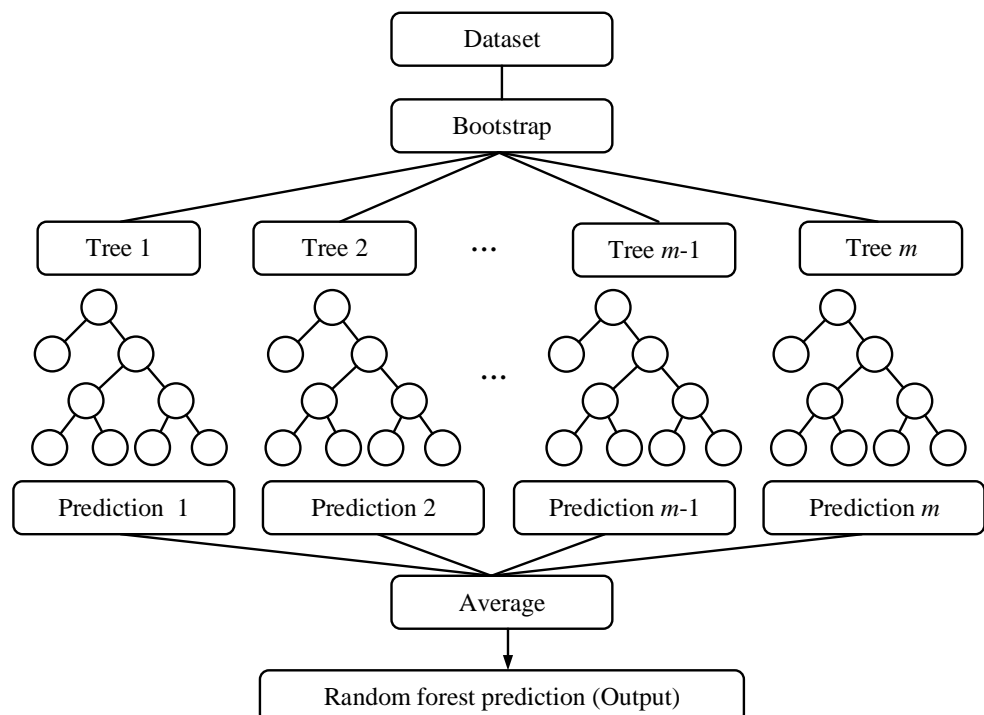 Dataset
Bootstrap
Tree 1
Tree 2
...
Tree m-1
Tree m
...
Prediction 1
Prediction 2
Prediction m-1
Prediction m
Average
Random forest prediction (Output)